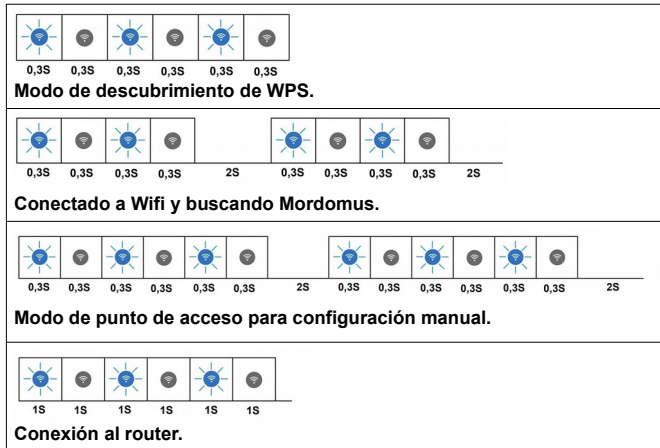 0,3S 0,3S 0,3S 0,3S 0,3S 0,3S
Modo de descubrimiento de WPS.
0,3S 0,3S 0,3S 0,3S 2S 0,3S 0,3S 0,3S 0,3S 2S
Conectado a Wifi y buscando Mordomus.
0,3S 0,3S 0,3S 0,3S 0,3S 0,3S 2S 0,3S 0,3S 0,3S 0,3S 0,3S 0,3S 2S
Modo de punto de acceso para configuración manual.
1S 1S 1S 1S 1S 1S
Conexión al router.